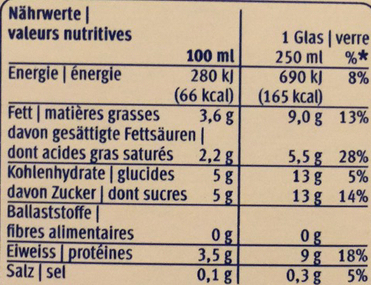 Nährwerte |
valeurs nutritives 1 Glas | verre
100 ml 250 ml %*
Energie | énergie 280 kJ 690 kJ 8%
(66 kcal) (165 kcal)
Fett | matières grasses 3,6 g 9,0 g 13%
davon gesättigte Fettsäuren |
dont acides gras saturés 2,2 g 5,5 g 28%
Kohlenhydrate | glucides 5 g 13 g 5%
davon Zucker | dont sucres 5 g 13 g 14%
Ballaststoffe |
fibres alimentaires 0 g 0 g
Eiweiss | protéines 3,5 g 9 g 18%
Salz | sel 0,1 g 0,3 g 5%